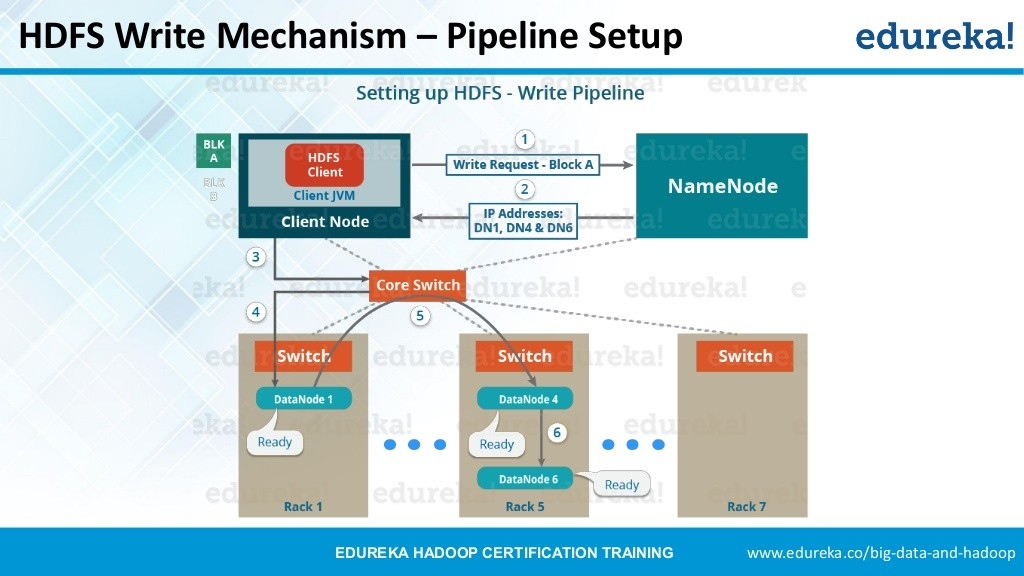 HDFS Write Mechanism – Pipeline Setup
edureka!
Setting up HDFS - Write Pipeline
BLK
A
BLK
B
HDFS
Client
Client JVM
Client Node
1
Write Request - Block A
2
IP Addresses:
DN1, DN4 & DN6
NameNode
3
Core Switch
4
5
Switch
Switch
Switch
DataNode 1
DataNode 4
Ready
Ready
6
DataNode 6
Ready
Rack 1
Rack 5
Rack 7
EDUREKA HADOOP CERTIFICATION TRAINING
www.edureka.co/big-data-and-hadoop